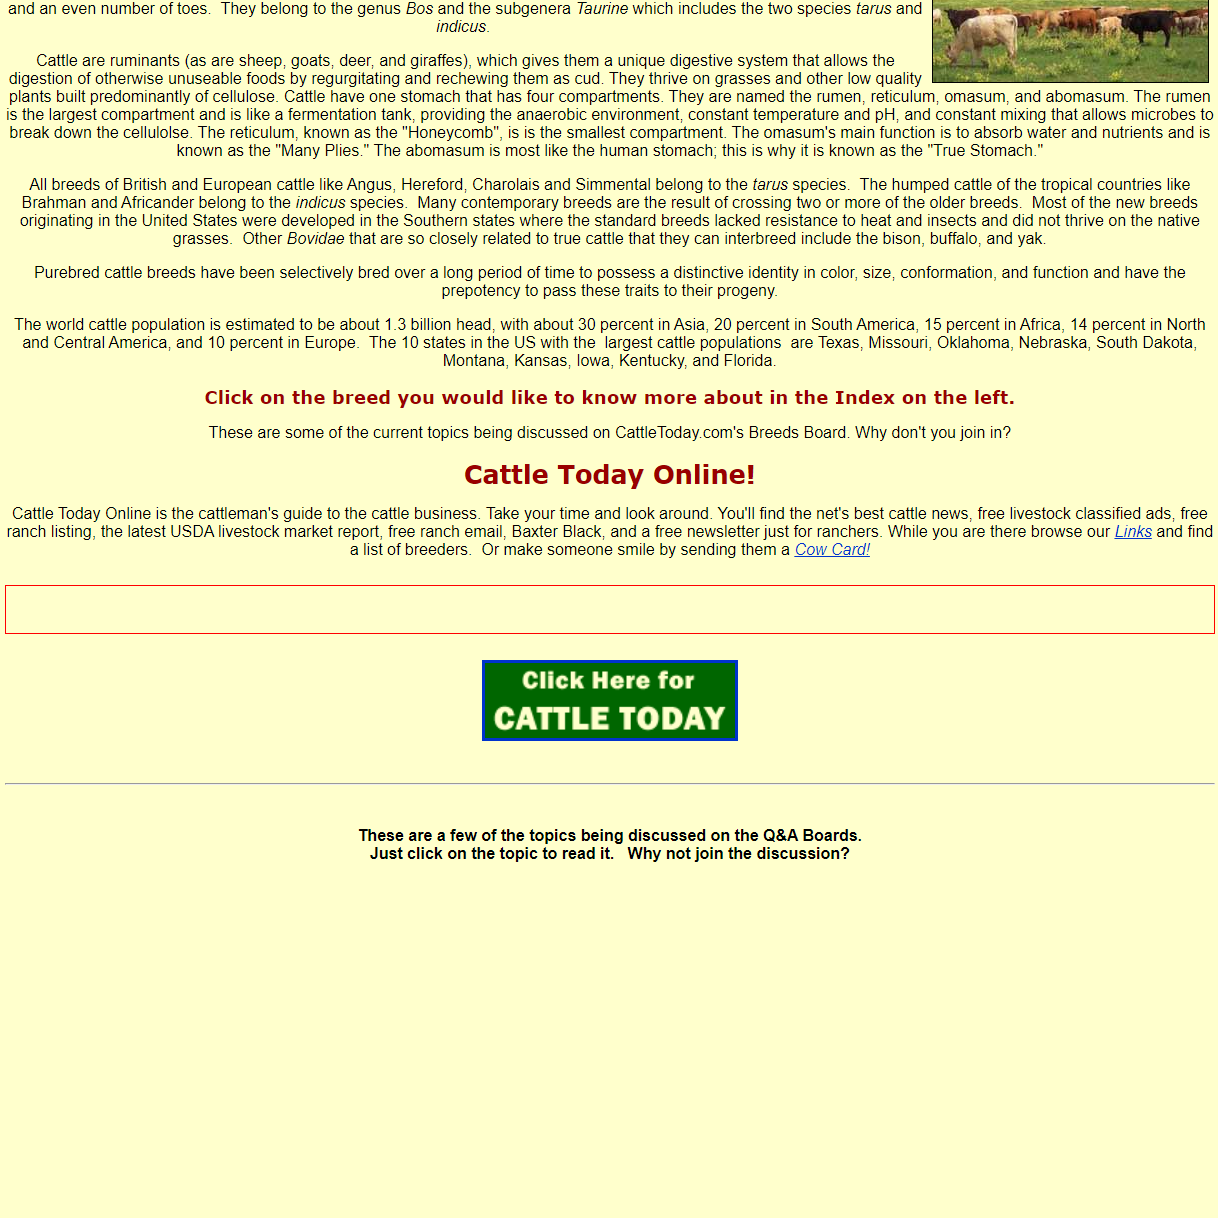 and an even number of toes.  They belong to the genus Bos and the subgenera Taurine which includes the two species tarus and
indicus.
Cattle are ruminants (as are sheep, goats, deer, and giraffes), which gives them a unique digestive system that allows the
digestion of otherwise unuseable foods by regurgitating and rechewing them as cud. They thrive on grasses and other low quality
plants built predominantly of cellulose. Cattle have one stomach that has four compartments. They are named the rumen, reticulum, omasum, and abomasum. The rumen
is the largest compartment and is like a fermentation tank, providing the anaerobic environment, constant temperature and pH, and constant mixing that allows microbes to
break down the cellulolse. The reticulum, known as the "Honeycomb", is is the smallest compartment. The omasum's main function is to absorb water and nutrients and is
known as the "Many Plies." The abomasum is most like the human stomach; this is why it is known as the "True Stomach."
All breeds of British and European cattle like Angus, Hereford, Charolais and Simmental belong to the tarus species.  The humped cattle of the tropical countries like
Brahman and Africander belong to the indicus species.  Many contemporary breeds are the result of crossing two or more of the older breeds.  Most of the new breeds
originating in the United States were developed in the Southern states where the standard breeds lacked resistance to heat and insects and did not thrive on the native
grasses.  Other Bovidae that are so closely related to true cattle that they can interbreed include the bison, buffalo, and yak.
Purebred cattle breeds have been selectively bred over a long period of time to possess a distinctive identity in color, size, conformation, and function and have the
prepotency to pass these traits to their progeny.
The world cattle population is estimated to be about 1.3 billion head, with about 30 percent in Asia, 20 percent in South America, 15 percent in Africa, 14 percent in North
and Central America, and 10 percent in Europe.  The 10 states in the US with the  largest cattle populations  are Texas, Missouri, Oklahoma, Nebraska, South Dakota,
Montana, Kansas, Iowa, Kentucky, and Florida.
Click on the breed you would like to know more about in the Index on the left.
These are some of the current topics being discussed on CattleToday.com's Breeds Board. Why don't you join in?
Cattle Today Online!
Cattle Today Online is the cattleman's guide to the cattle business. Take your time and look around. You'll find the net's best cattle news, free livestock classified ads, free
ranch listing, the latest USDA livestock market report, free ranch email, Baxter Black, and a free newsletter just for ranchers. While you are there browse our Links and find
a list of breeders.  Or make someone smile by sending them a Cow Card!
Click Here for
CATTLE TODAY
These are a few of the topics being discussed on the Q&A Boards.
Just click on the topic to read it.   Why not join the discussion?